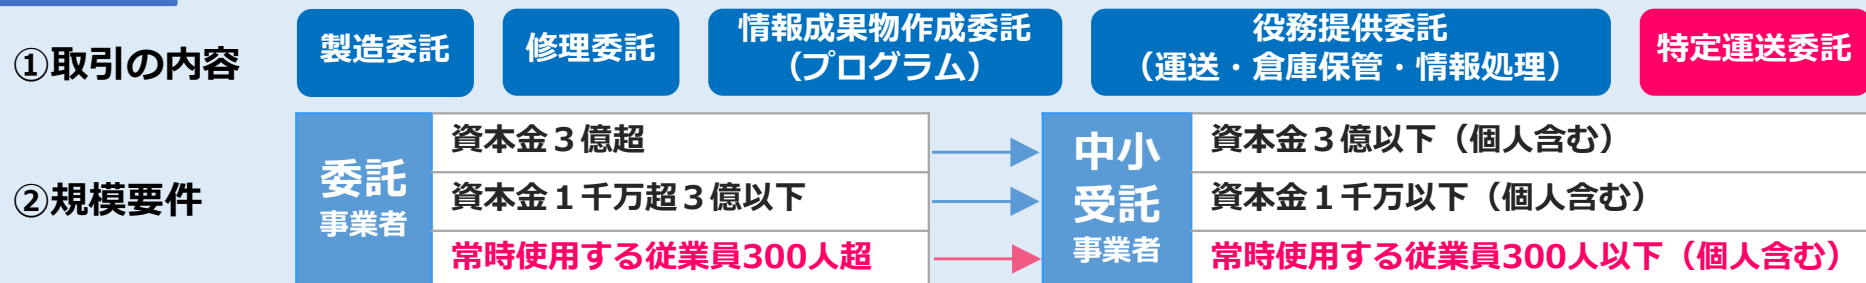 ①取引の内容
製造委託
修理委託
情報成果物作成委託
（プログラム）
役務提供委託
（運送・倉庫保管・情報処理）
特定運送委託
②規模要件
委託
事業者
資本金３億超
資本金１千万超３億以下
常時使用する従業員300人超
中小
受託
事業者
資本金３億以下（個人含む）
資本金１千万以下（個人含む）
常時使用する従業員300人以下（個人含む）